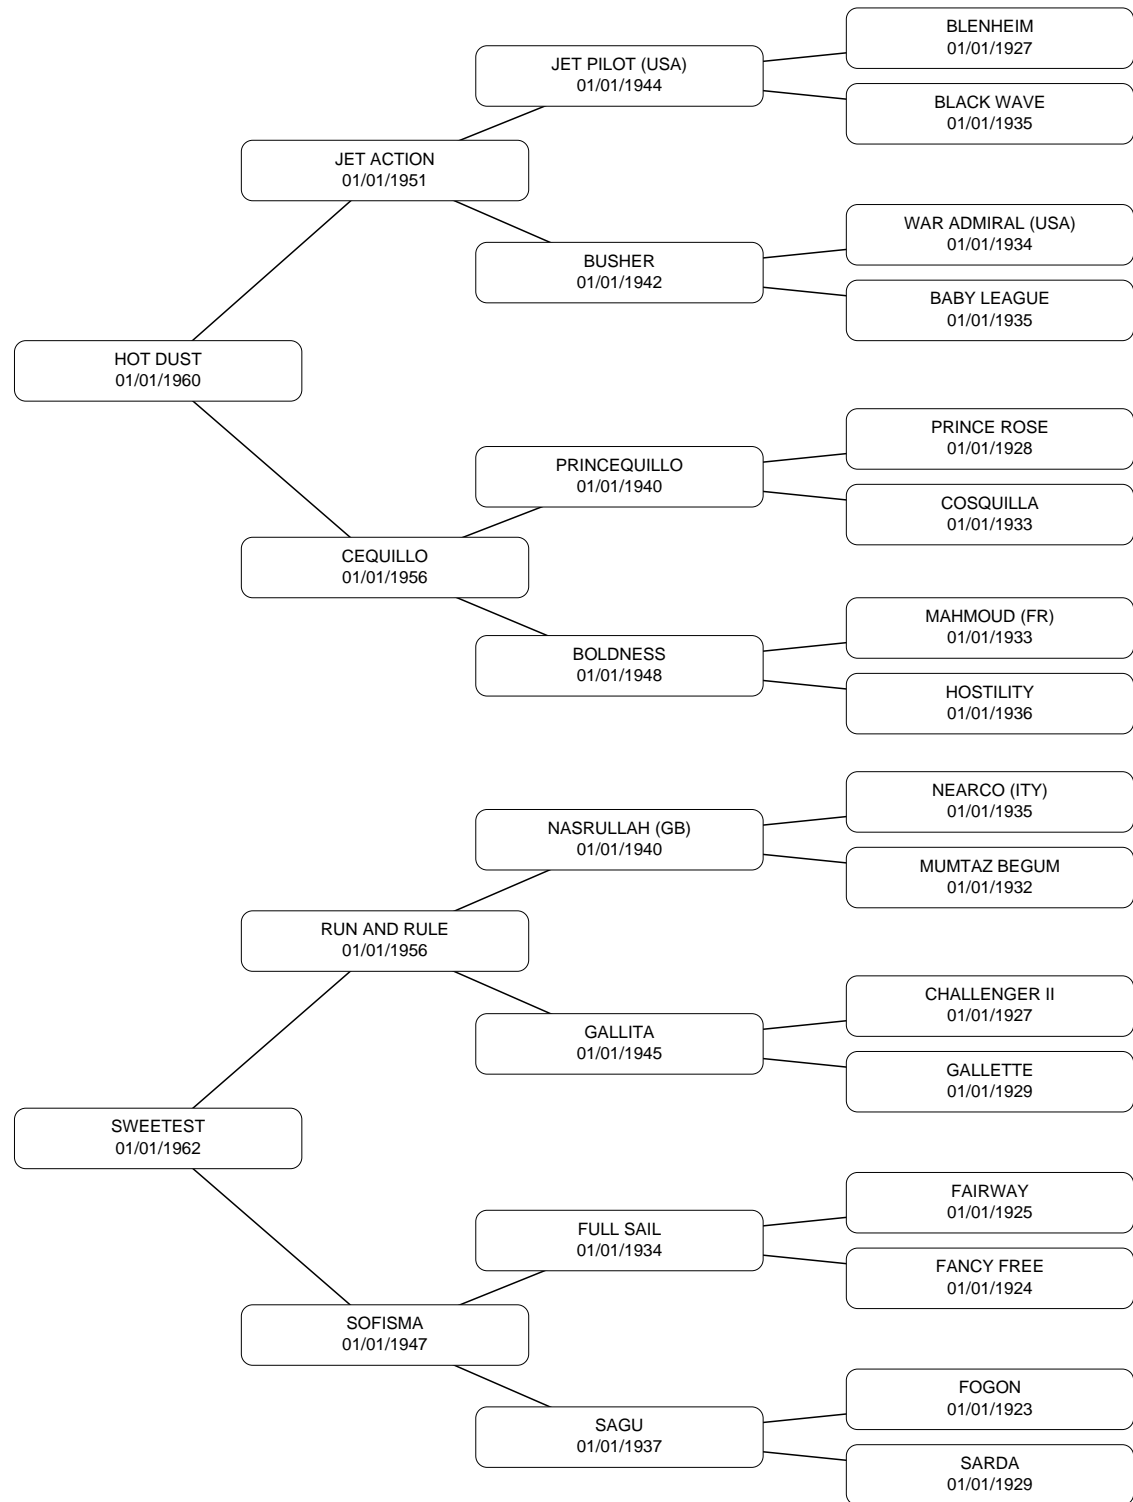 BLENHEIM
01/01/1927
JET PILOT (USA)
01/01/1944
BLACK WAVE
01/01/1935
JET ACTION
01/01/1951
WAR ADMIRAL (USA)
01/01/1934
BUSHER
01/01/1942
BABY LEAGUE
01/01/1935
HOT DUST
01/01/1960
PRINCE ROSE
01/01/1928
PRINCEQUILLO
01/01/1940
COSQUILLA
01/01/1933
CEQUILLO
01/01/1956
MAHMOUD (FR)
01/01/1933
BOLDNESS
01/01/1948
HOSTILITY
01/01/1936
NEARCO (ITY)
01/01/1935
NASRULLAH (GB)
01/01/1940
MUMTAZ BEGUM
01/01/1932
RUN AND RULE
01/01/1956
CHALLENGER II
01/01/1927
GALLITA
01/01/1945
GALLETTE
01/01/1929
SWEETEST
01/01/1962
FAIRWAY
01/01/1925
FULL SAIL
01/01/1934
FANCY FREE
01/01/1924
SOFISMA
01/01/1947
FOGON
01/01/1923
SAGU
01/01/1937
SARDA
01/01/1929